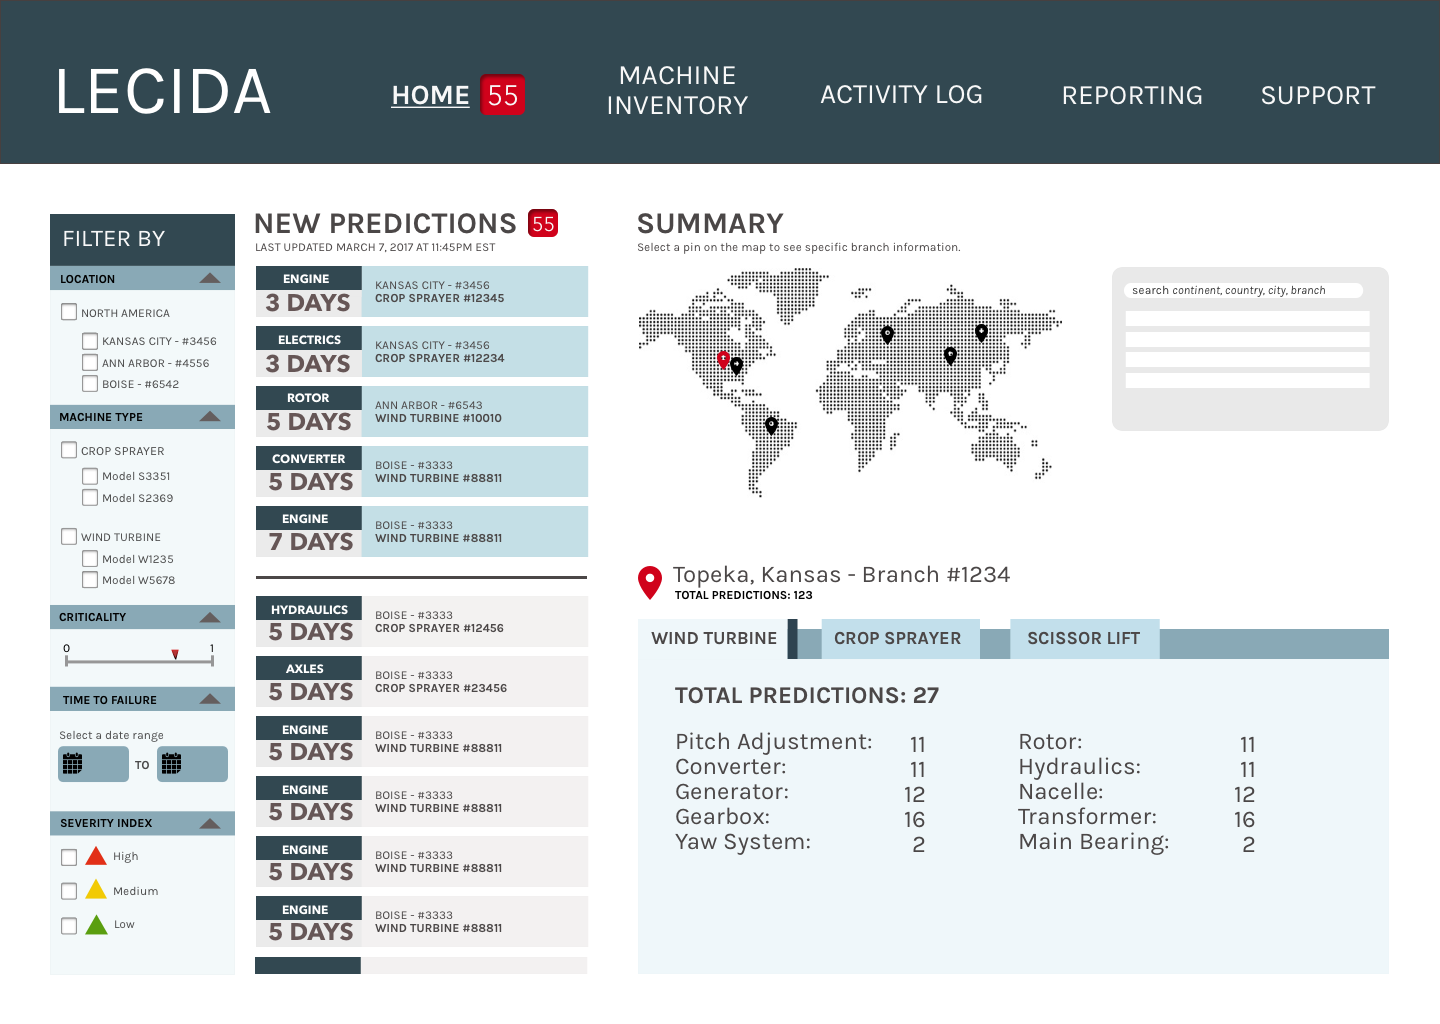 LECIDA
HOME 55
MACHINE
INVENTORY
ACTIVITY LOG
REPORTING
SUPPORT
FILTER BY
LOCATION
NORTH AMERICA
KANSAS CITY - #3456
ANN ARBOR - #4556
BOISE - #6542
MACHINE TYPE
CROP SPRAYER
Model S3351
Model S2369
WIND TURBINE
Model W1235
Model W5678
CRITICALITY
0 1
TIME TO FAILURE
Select a date range
TO
SEVERITY INDEX
High
Medium
Low
NEW PREDICTIONS 55
LAST UPDATED MARCH 7, 2017 AT 11:45PM EST
ENGINE
3 DAYS
KANSAS CITY - #3456
CROP SPRAYER #12345
ELECTRICS
3 DAYS
KANSAS CITY - #3456
CROP SPRAYER #12234
ROTOR
5 DAYS
ANN ARBOR - #6543
WIND TURBINE #10010
CONVERTER
5 DAYS
BOISE - #3333
WIND TURBINE #88811
ENGINE
7 DAYS
BOISE - #3333
WIND TURBINE #88811
HYDRAULICS
5 DAYS
BOISE - #3333
CROP SPRAYER #12456
AXLES
5 DAYS
BOISE - #3333
CROP SPRAYER #23456
ENGINE
5 DAYS
BOISE - #3333
WIND TURBINE #88811
ENGINE
5 DAYS
BOISE - #3333
WIND TURBINE #88811
ENGINE
5 DAYS
BOISE - #3333
WIND TURBINE #88811
ENGINE
5 DAYS
BOISE - #3333
WIND TURBINE #88811
SUMMARY
Select a pin on the map to see specific branch information.
search continent, country, city, branch
Topeka, Kansas - Branch #1234
TOTAL PREDICTIONS: 123
WIND TURBINE
CROP SPRAYER
SCISSOR LIFT
TOTAL PREDICTIONS: 27
Pitch Adjustment: 11
Converter: 11
Generator: 12
Gearbox: 16
Yaw System: 2
Rotor: 11
Hydraulics: 11
Nacelle: 12
Transformer: 16
Main Bearing: 2